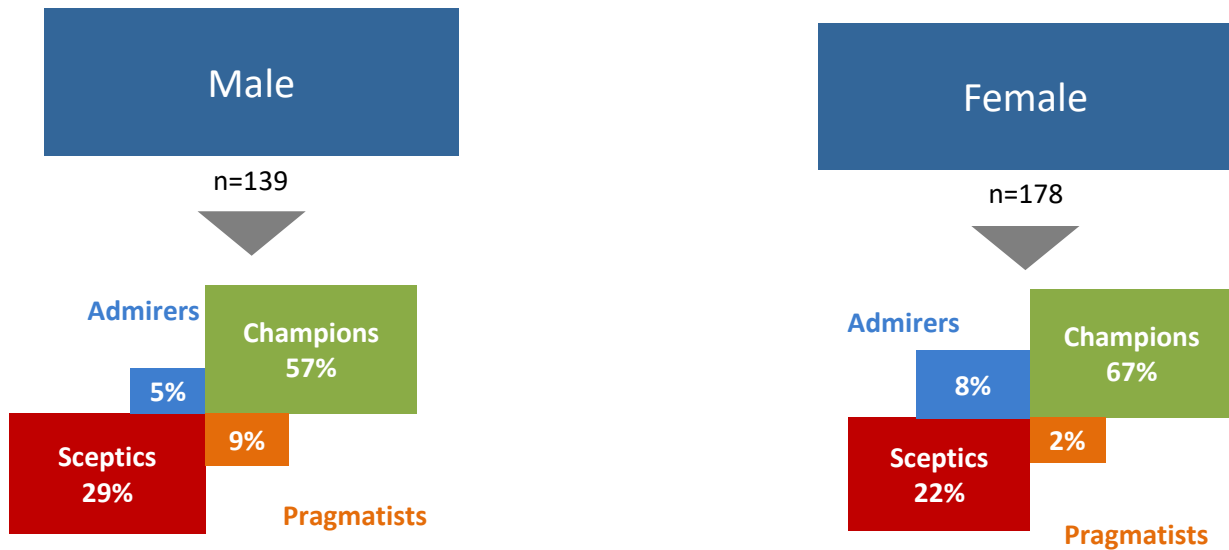 Male
n=139
Admirers
Champions
57%
5%
9%
Sceptics
29%
Pragmatists
Female
n=178
Admirers
Champions
67%
8%
2%
Sceptics
22%
Pragmatists